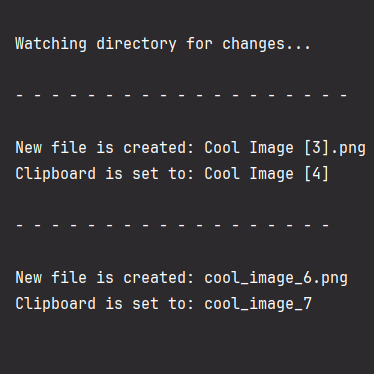 Watching directory for changes...
- - - - - - - - - - - - - - - - - - -
New file is created: Cool Image [3].png
Clipboard is set to: Cool Image [4]
- - - - - - - - - - - - - - - - - -
New file is created: cool_image_6.png
Clipboard is set to: cool_image_7